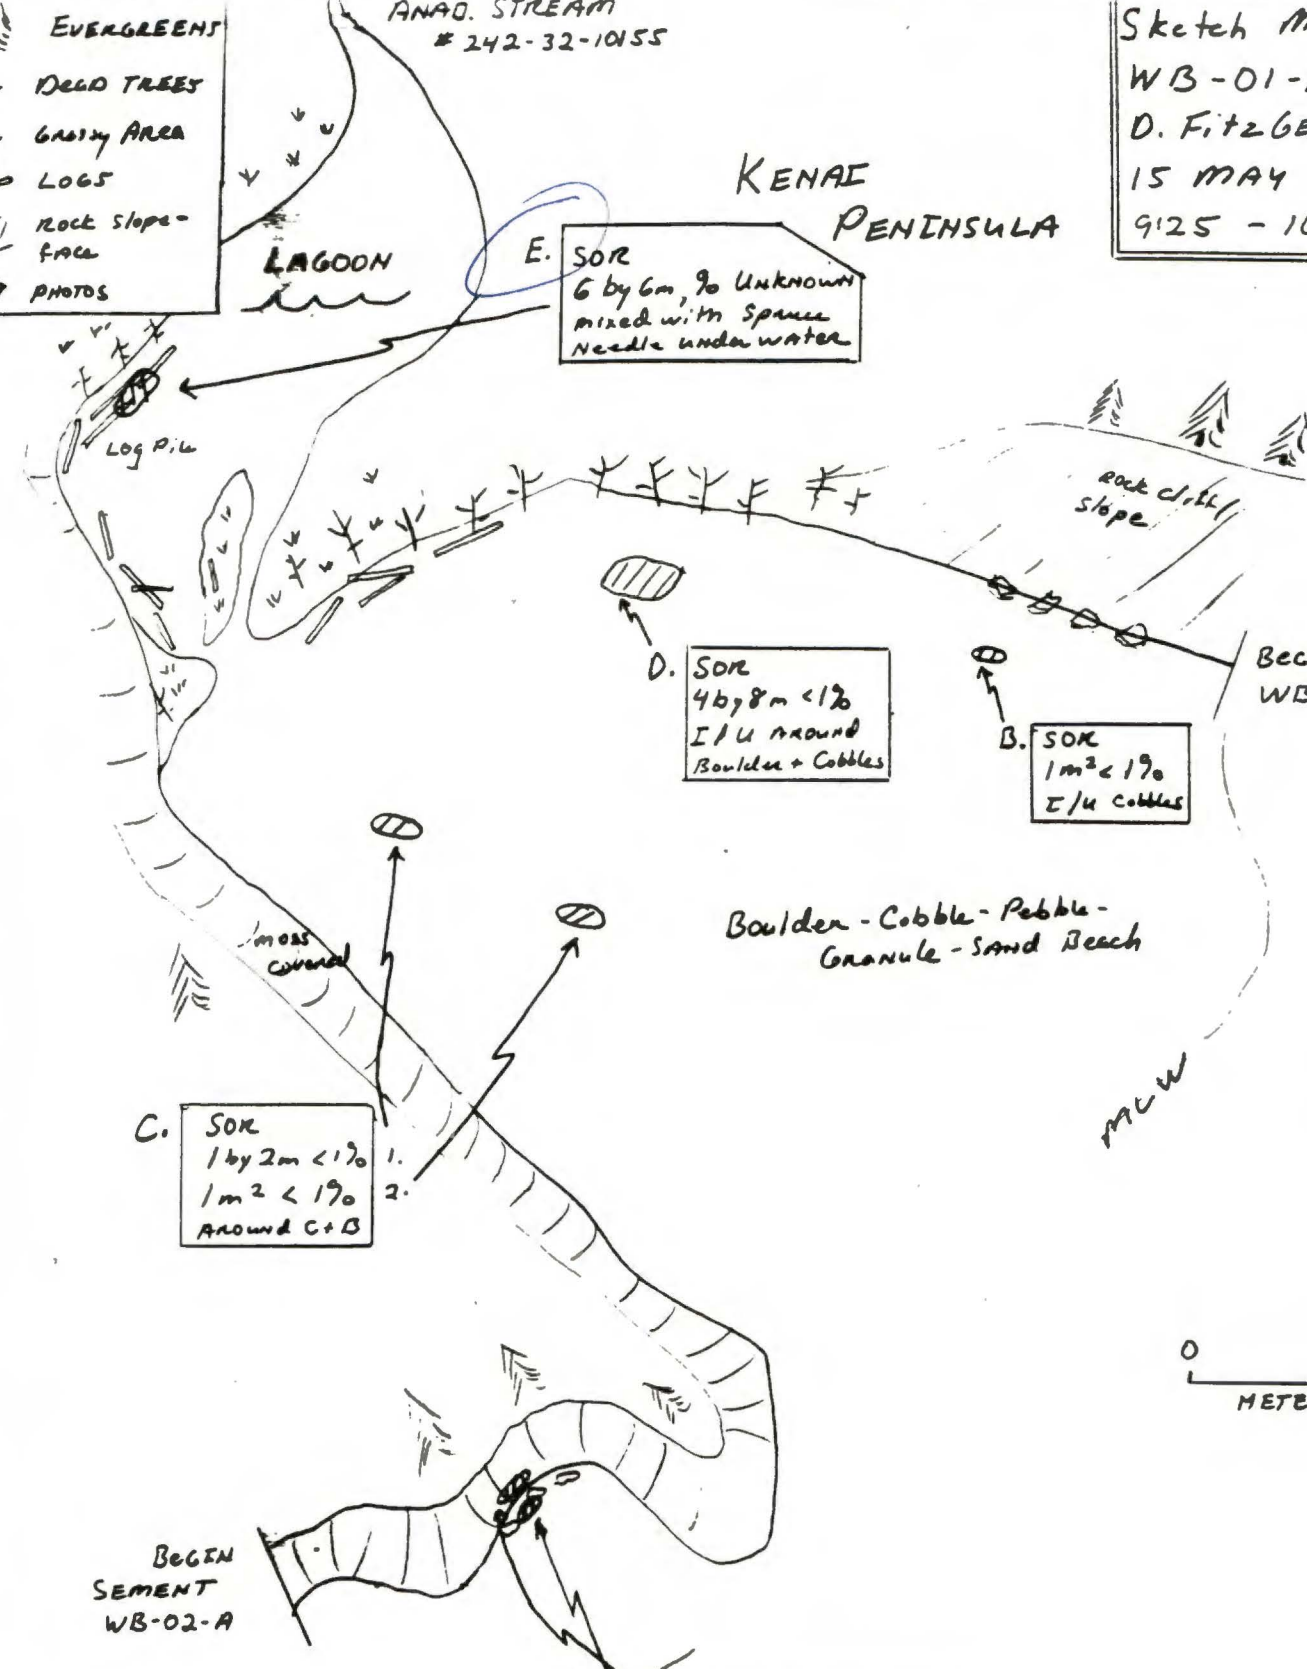 EVERGREENS
DEAD TREES
Grassy AREA
LOGS
ROCK Slope-
FACE
PHOTOS
ANAD. STREAM
# 242-32-10155
Sketch
WB-01-
D. FitzGE
15 MAY
9:25 - 10
KENAI
PENINSULA
LAGOON
E. SOR
6 by 6m, % UNKNOWN
mixed with Spruce
Needle under water
Log Pile
Rock cliff/
slope
D. SOR
4 by 8m <1%
I/U AROUND
Boulder + Cobbles
BEG
WB
B. SOR
1m² < 1%
I/U Cobbles
Boulder - Cobble - Pebble -
GRANULE - SAND Beach
moss
covered
MLW
C. SOR
1 by 2m <1% 1.
1m² < 1% 2.
AROUND C+B
0
METE
BEGIN
SEMENT
WB-02-A